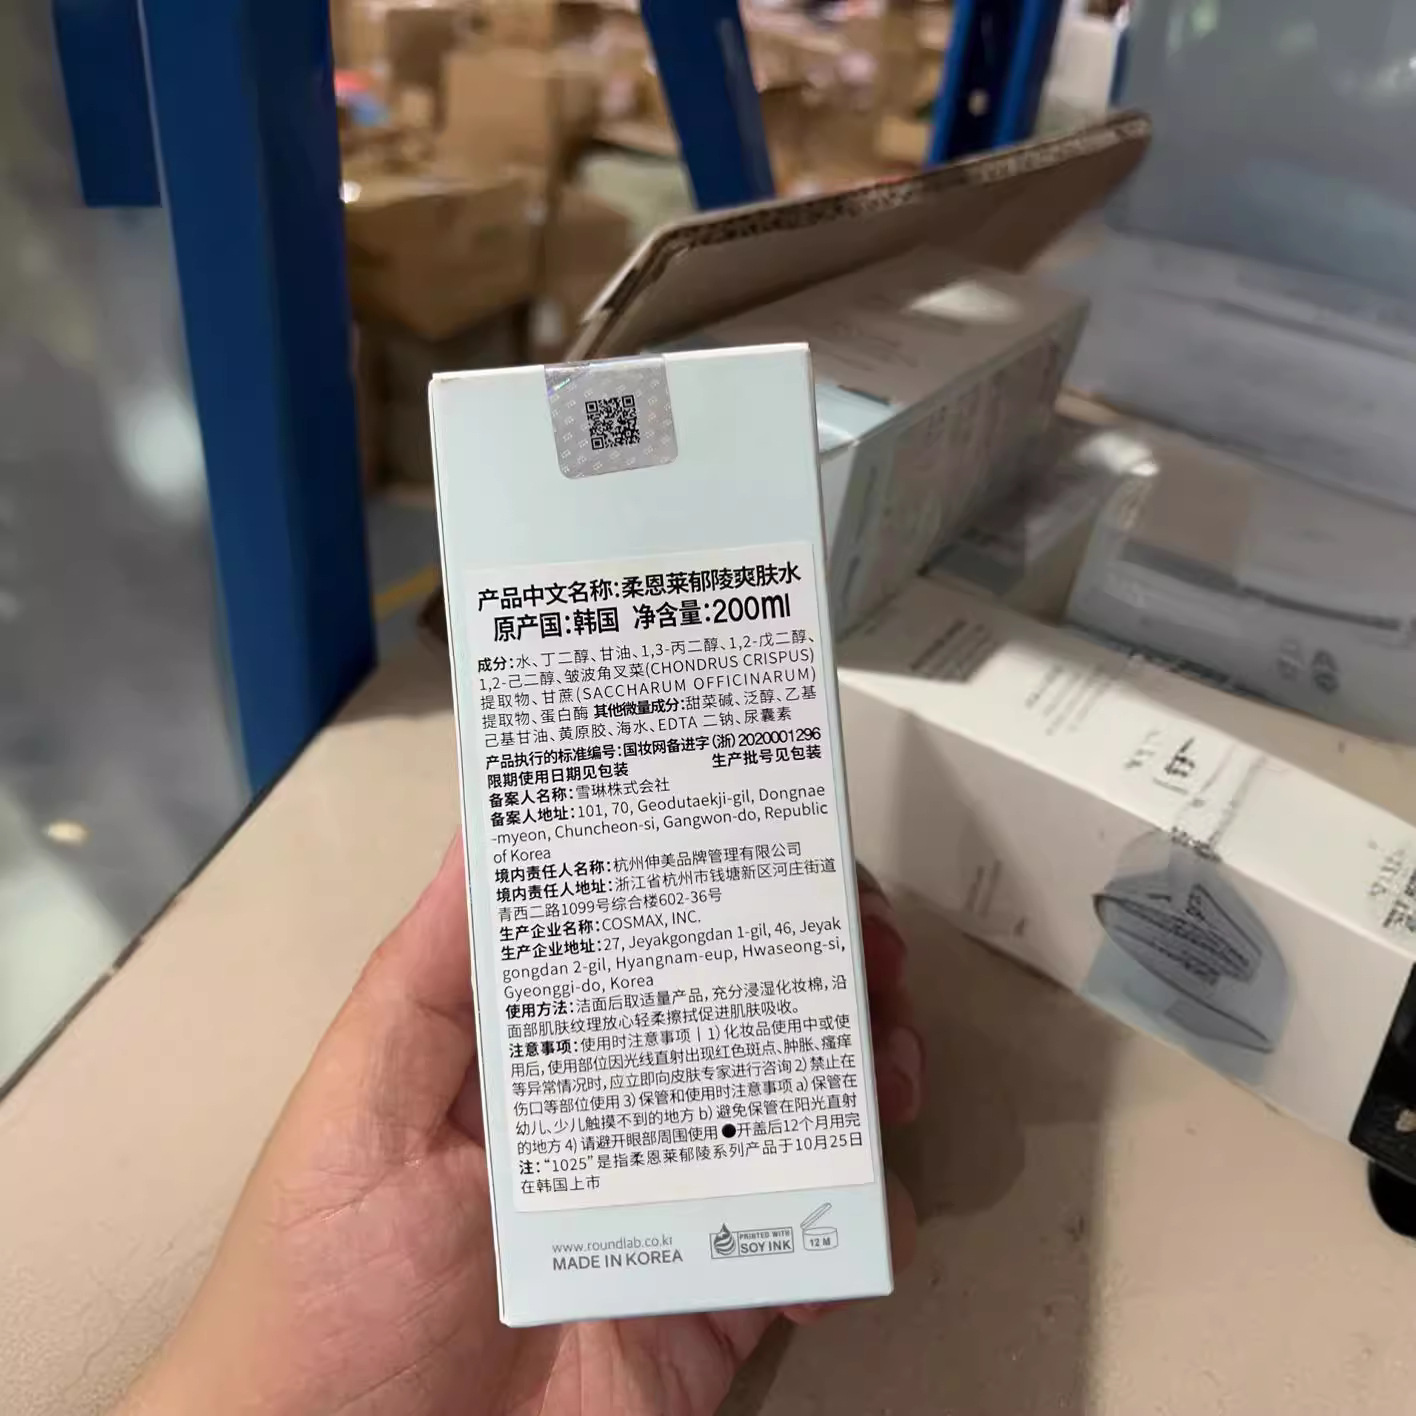 产品中文名称:柔恩莱郁陵爽肤水
原产国:韩国 净含量:200ml
成分:水、丁二醇、甘油、1,3-丙二醇、1,2-戊二醇、
1,2-己二醇、皱波角叉菜(CHONDRUS CRISPUS)
提取物、甘蔗(SACCHARUM OFFICINARUM)
提取物、蛋白酶 其他微量成分:甜菜碱、泛醇、乙基
己基甘油、黄原胶、海水、EDTA 二钠、尿囊素
产品执行的标准编号:国妆网备进字(浙)2020001296
限期使用日期见包装 生产批号见包装
备案人名称:雪琳株式会社
备案人地址:101, 70, Geodutaekji-gil, Dongnae
-myeon, Chuncheon-si, Gangwon-do, Republic
of Korea
境内责任人名称:杭州伸美品牌管理有限公司
境内责任人地址:浙江省杭州市钱塘新区河庄街道
青西二路1099号综合楼602-36号
生产企业名称:COSMAX, INC.
生产企业地址:27, Jeyakgongdan 1-gil, 46, Jeyak
gongdan 2-gil, Hyangnam-eup, Hwaseong-si,
Gyeonggi-do, Korea
使用方法:洁面后取适量产品,充分浸湿化妆棉,沿
面部肌肤纹理放心轻柔擦拭促进肌肤吸收。
注意事项:使用时注意事项丨1)化妆品使用中或使
用后,使用部位因光线直射出现红色斑点、肿胀、瘙痒
等异常情况时,应立即向皮肤专家进行咨询 2)禁止在
伤口等部位使用 3)保管和使用时注意事项 a)保管在
幼儿、少儿触摸不到的地方 b)避免保管在阳光直射
的地方 4)请避开眼部周围使用 ●开盖后12个月用完
注:“1025”是指柔恩莱郁陵系列产品于10月25日
在韩国上市
www.roundlab.co.kr
MADE IN KOREA
PRINTED WITH
SOY INK
12 M